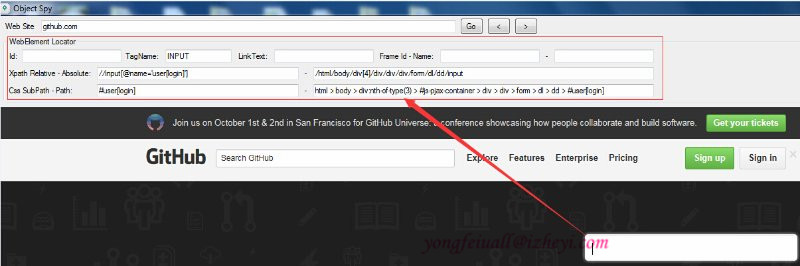 Object Spy
Web Site github.com Go < >
WebElement Locator
Id: TagName: INPUT LinkText: Frame Id - Name: -
Xpath Relative - Absolute: //input[@name='user[login]'] - /html/body/div[4]/div/div/div/form/dl/dd/input
Css SubPath - Path: #user[login] - html > body > div:nth-of-type(3) > #js-pjax-container > div > div > form > dl > dd > #user[login]
Join us on October 1st & 2nd in San Francisco for GitHub Universe: a conference showcasing how people collaborate and build software. Get your tickets
GitHub Search GitHub Explore Features Enterprise Pricing Sign up Sign in ×
yongfeiuall@izheyi.com